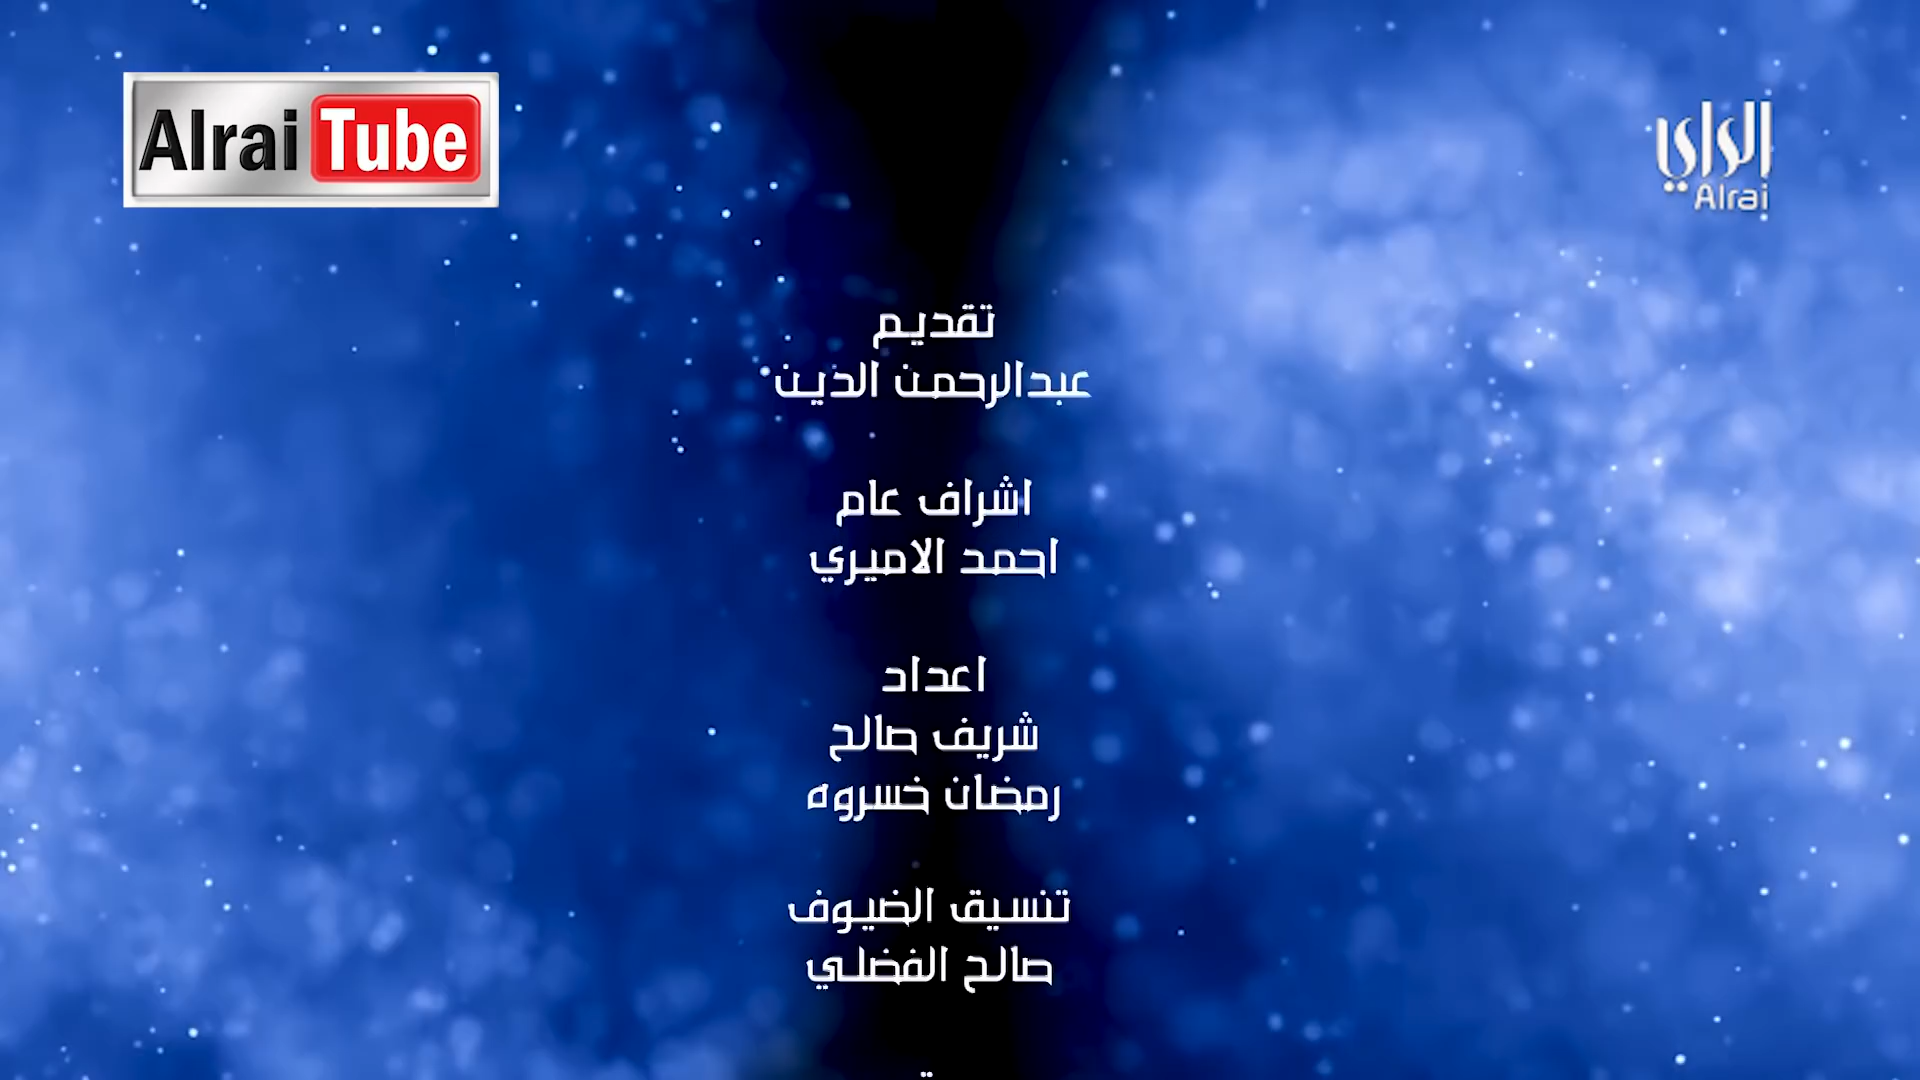 Alrai Tube
الراي
Alrai
تقديم
عبدالرحمن الدين
اشراف عام
احمد الاميري
اعداد
شريف صالح
رمضان خسروه
تنسيق الضيوف
صالح الفضلي